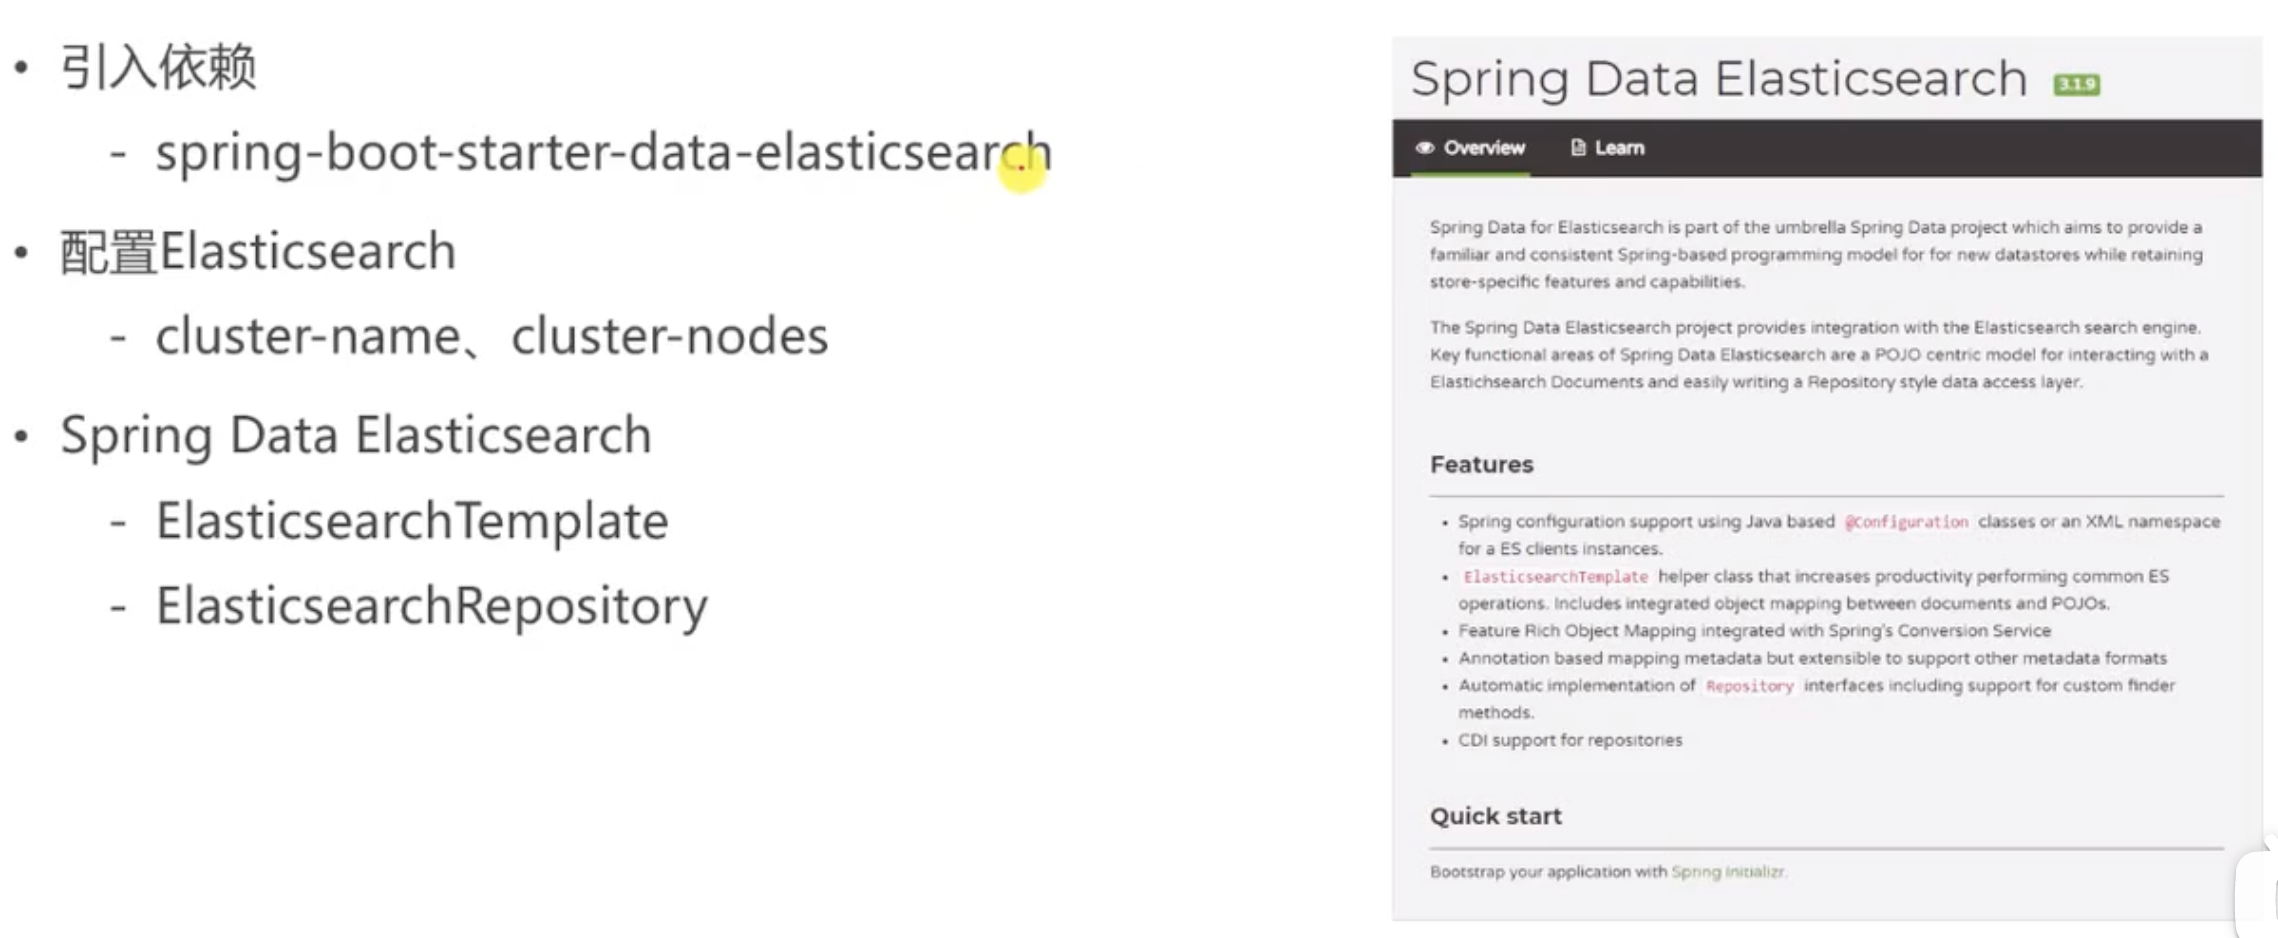 • 引入依赖
- spring-boot-starter-data-elasticsearch
• 配置Elasticsearch
- cluster-name、cluster-nodes
• Spring Data Elasticsearch
- ElasticsearchTemplate
- ElasticsearchRepository
Spring Data Elasticsearch 3.1.9
Overview Learn
Spring Data for Elasticsearch is part of the umbrella Spring Data project which aims to provide a
familiar and consistent Spring-based programming model for for new datastores while retaining
store-specific features and capabilities.
The Spring Data Elasticsearch project provides integration with the Elasticsearch search engine.
Key functional areas of Spring Data Elasticsearch are a POJO centric model for interacting with a
Elastichsearch Documents and easily writing a Repository style data access layer.
Features
• Spring configuration support using Java based @Configuration classes or an XML namespace
for a ES clients instances.
• ElasticsearchTemplate helper class that increases productivity performing common ES
operations. Includes integrated object mapping between documents and POJOs.
• Feature Rich Object Mapping integrated with Spring's Conversion Service
• Annotation based mapping metadata but extensible to support other metadata formats
• Automatic implementation of Repository interfaces including support for custom finder
methods.
• CDI support for repositories
Quick start
Bootstrap your application with Spring Initializr.